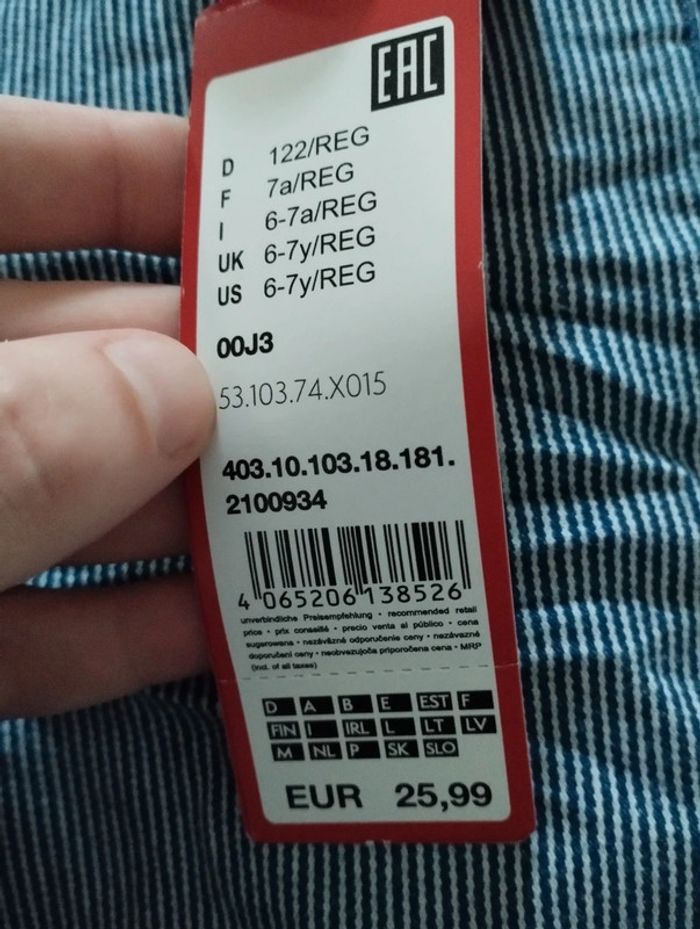 EAC
D 122/REG
F 7a/REG
I 6-7a/REG
UK 6-7y/REG
US 6-7y/REG
00J3
53.103.74.X015
403.10.103.18.181.
2100934
4 065206 138526
unverbindliche Preisempfehlung • recommended retail
price • prix conseillé • precio venta al público • cena
sugerowana • nezáväzné odporučenie ceny • nezávazné
doporučení ceny • neobvezujoča priporočena cena • MRP
(incl. of all taxes)
D A B E EST F
FIN I IRL L LT LV
M NL P SK SLO
EUR 25,99